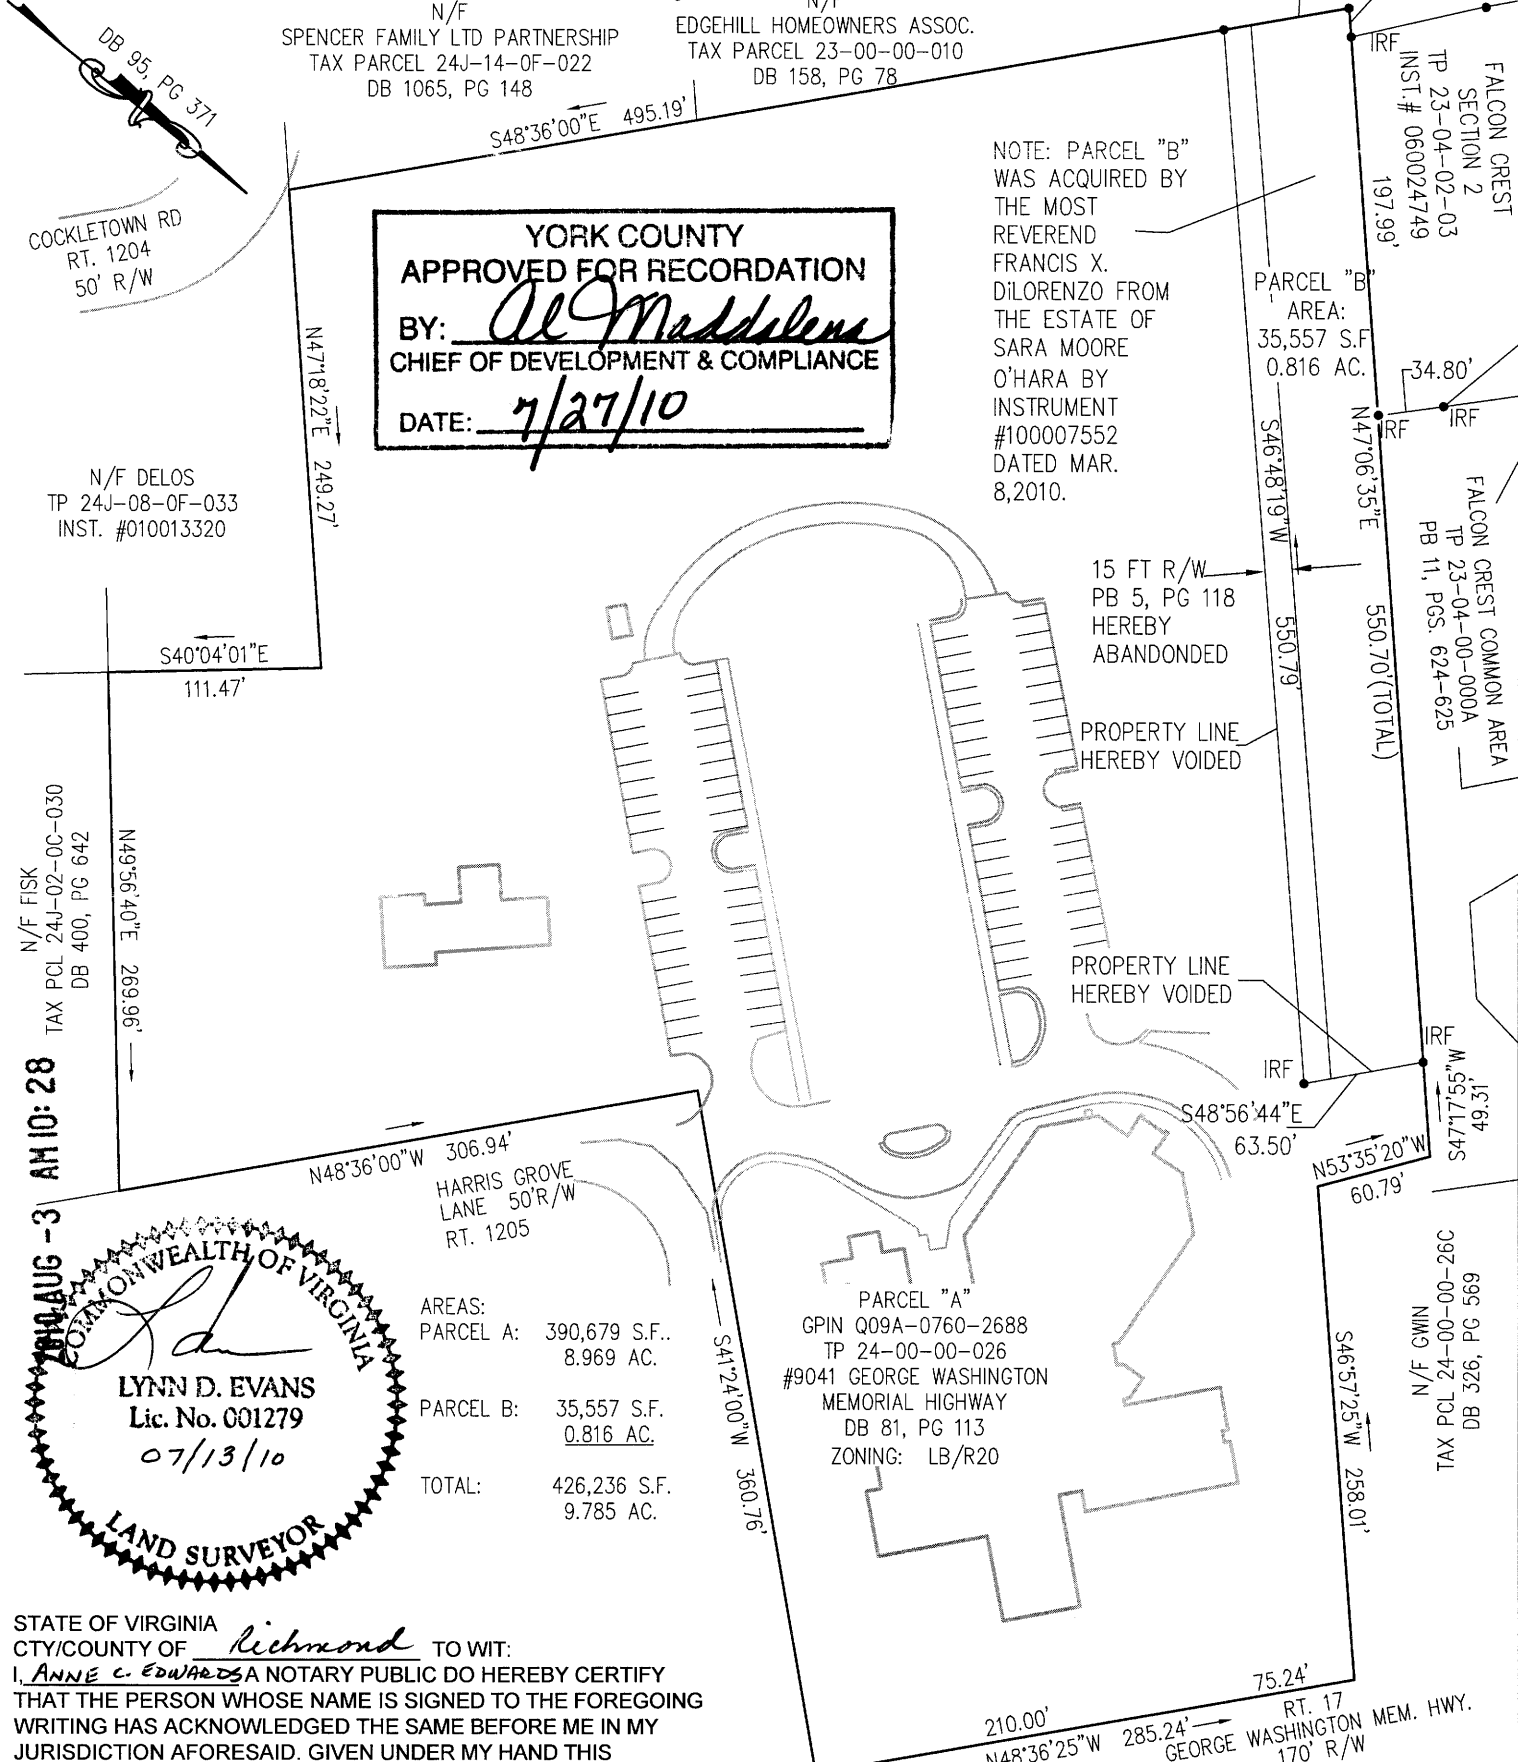 DB 95, PG 371
N/F
SPENCER FAMILY LTD PARTNERSHIP
TAX PARCEL 24J-14-0F-022
DB 1065, PG 148
N/F
EDGEHILL HOMEOWNERS ASSOC.
TAX PARCEL 23-00-00-010
DB 158, PG 78
S48°36'00"E 495.19'
IRF
FALCON CREST
SECTION 2
TP 23-04-02-03
INST.# 060024749
197.99'
COCKLETOWN RD
RT. 1204
50' R/W
YORK COUNTY
APPROVED FOR RECORDATION
BY: Al Maddalena
CHIEF OF DEVELOPMENT & COMPLIANCE
DATE: 7/27/10
NOTE: PARCEL "B"
WAS ACQUIRED BY
THE MOST
REVEREND
FRANCIS X.
DiLORENZO FROM
THE ESTATE OF
SARA MOORE
O'HARA BY
INSTRUMENT
#100007552
DATED MAR.
8,2010.
PARCEL "B"
AREA:
35,557 S.F
0.816 AC.
34.80'
IRF
IRF
N47°18'22"E 249.27'
N/F DELOS
TP 24J-08-0F-033
INST. #010013320
S46°48'19"W 550.79'
N47°06'35"E 550.70'(TOTAL)
FALCON CREST COMMON AREA
TP 23-04-00-000A
PB 11, PGS. 624-625
15 FT R/W
PB 5, PG 118
HEREBY
ABANDONDED
S40°04'01"E
111.47'
PROPERTY LINE
HEREBY VOIDED
N/F FISK
TAX PCL 24J-02-0C-030
DB 400, PG 642
N49°56'40"E 269.96'
PROPERTY LINE
HEREBY VOIDED
IRF
IRF
S48°56'44"E
63.50'
S47°17'55"W
49.31'
N53°35'20"W
60.79'
2010 AUG -3 AM 10: 28
N48°36'00"W 306.94'
HARRIS GROVE
LANE 50'R/W
RT. 1205
COMMONWEALTH OF VIRGINIA
LYNN D. EVANS
Lic. No. 001279
07/13/10
LAND SURVEYOR
AREAS:
PARCEL A: 390,679 S.F..
8.969 AC.
PARCEL B: 35,557 S.F.
0.816 AC.
TOTAL: 426,236 S.F.
9.785 AC.
S41°24'00"W 360.76'
PARCEL "A"
GPIN Q09A-0760-2688
TP 24-00-00-026
#9041 GEORGE WASHINGTON
MEMORIAL HIGHWAY
DB 81, PG 113
ZONING: LB/R20
S46°57'25"W 258.01'
N/F GWIN
TAX PCL 24-00-00-26C
DB 326, PG 569
STATE OF VIRGINIA
CTY/COUNTY OF Richmond TO WIT:
I, ANNE C. EDWARDS A NOTARY PUBLIC DO HEREBY CERTIFY
THAT THE PERSON WHOSE NAME IS SIGNED TO THE FOREGOING
WRITING HAS ACKNOWLEDGED THE SAME BEFORE ME IN MY
JURISDICTION AFORESAID. GIVEN UNDER MY HAND THIS
75.24'
210.00'
N48°36'25"W 285.24'
RT. 17
GEORGE WASHINGTON MEM. HWY.
170' R/W